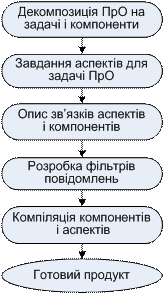 Декомпозиція ПрО на
задачі і компоненти
Завдання аспектів для
задачі ПрО
Опис зв’язків аспектів
і компонентів
Розробка фільтрів
повідомлень
Компіляція компонентів
і аспектів
Готовий продукт